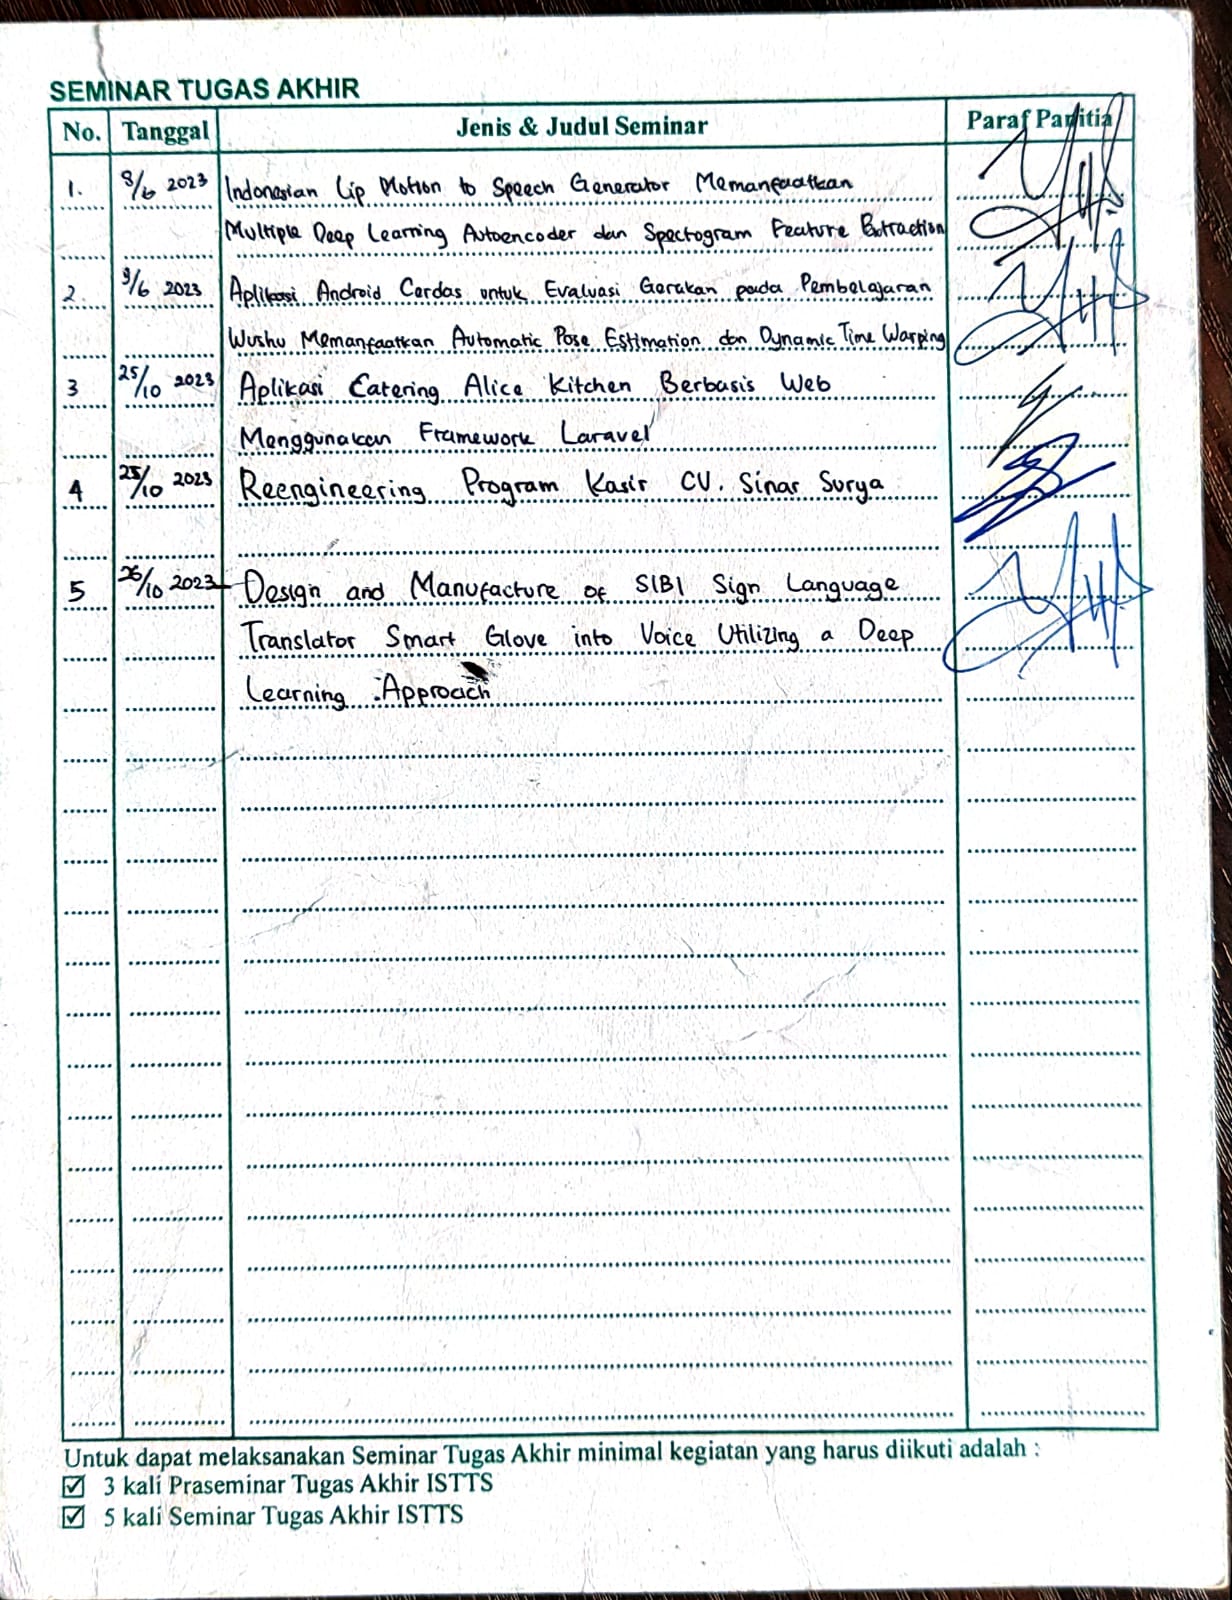 SEMINAR TUGAS AKHIR
No. Tanggal Jenis & Judul Seminar Paraf Panitia
1. 8/6 2023 Indonesian Lip Motion to Speech Generator Memanfaatkan
Multiple Deep Learning Autoencoder dan Spectogram Feature Extraction
2. 9/6 2023 Aplikasi Android Cerdas untuk Evaluasi Gerakan pada Pembelajaran
Wushu Memanfaatkan Automatic Pose Estimation dan Dynamic Time Warping
3 25/10 2023 Aplikasi Catering Alice Kitchen Berbasis Web
Menggunakan Framework Laravel
4 25/10 2023 Reengineering Program Kasir CV. Sinar Surya
5 26/10 2023 Design and Manufacture of SIBI Sign Language
Translator Smart Glove into Voice Utilizing a Deep
Learning Approach
Untuk dapat melaksanakan Seminar Tugas Akhir minimal kegiatan yang harus diikuti adalah :
☑ 3 kali Praseminar Tugas Akhir ISTTS
☑ 5 kali Seminar Tugas Akhir ISTTS